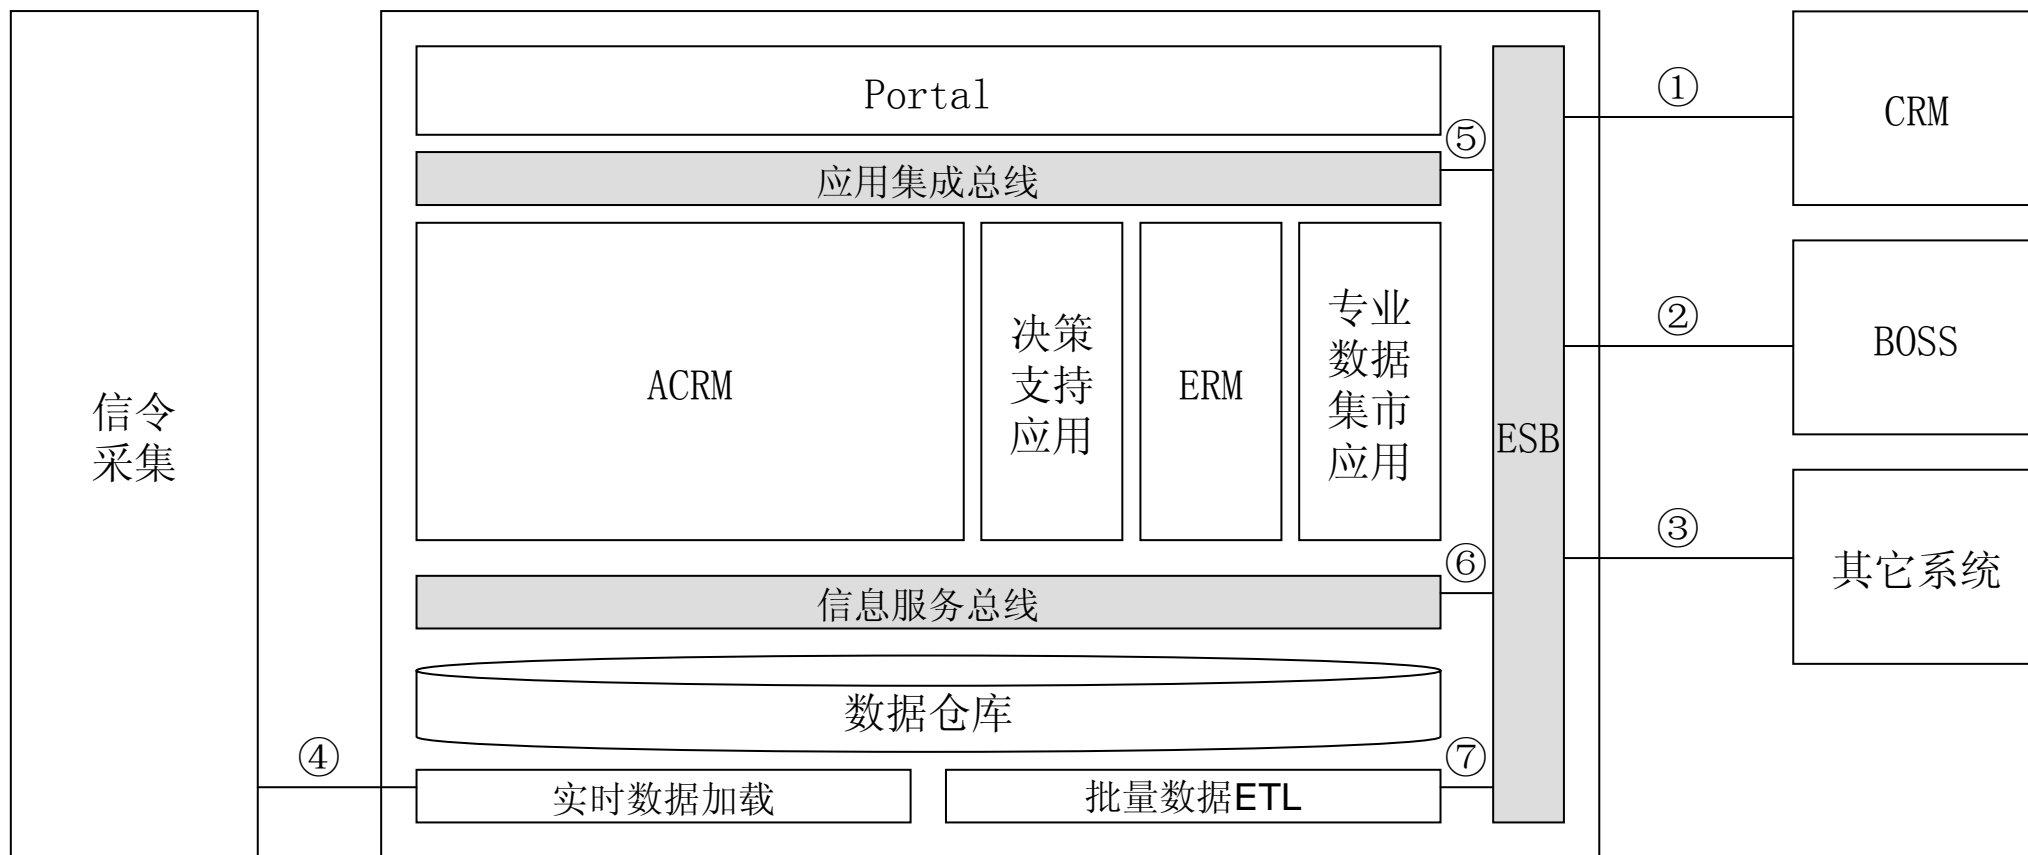 Portal
①
CRM
⑤
应用集成总线
信令
采集
ACRM
决策
支持
应用
ERM
专业
数据
集市
应用
ESB
②
BOSS
③
其它系统
⑥
信息服务总线
数据仓库
④
⑦
实时数据加载
批量数据ETL